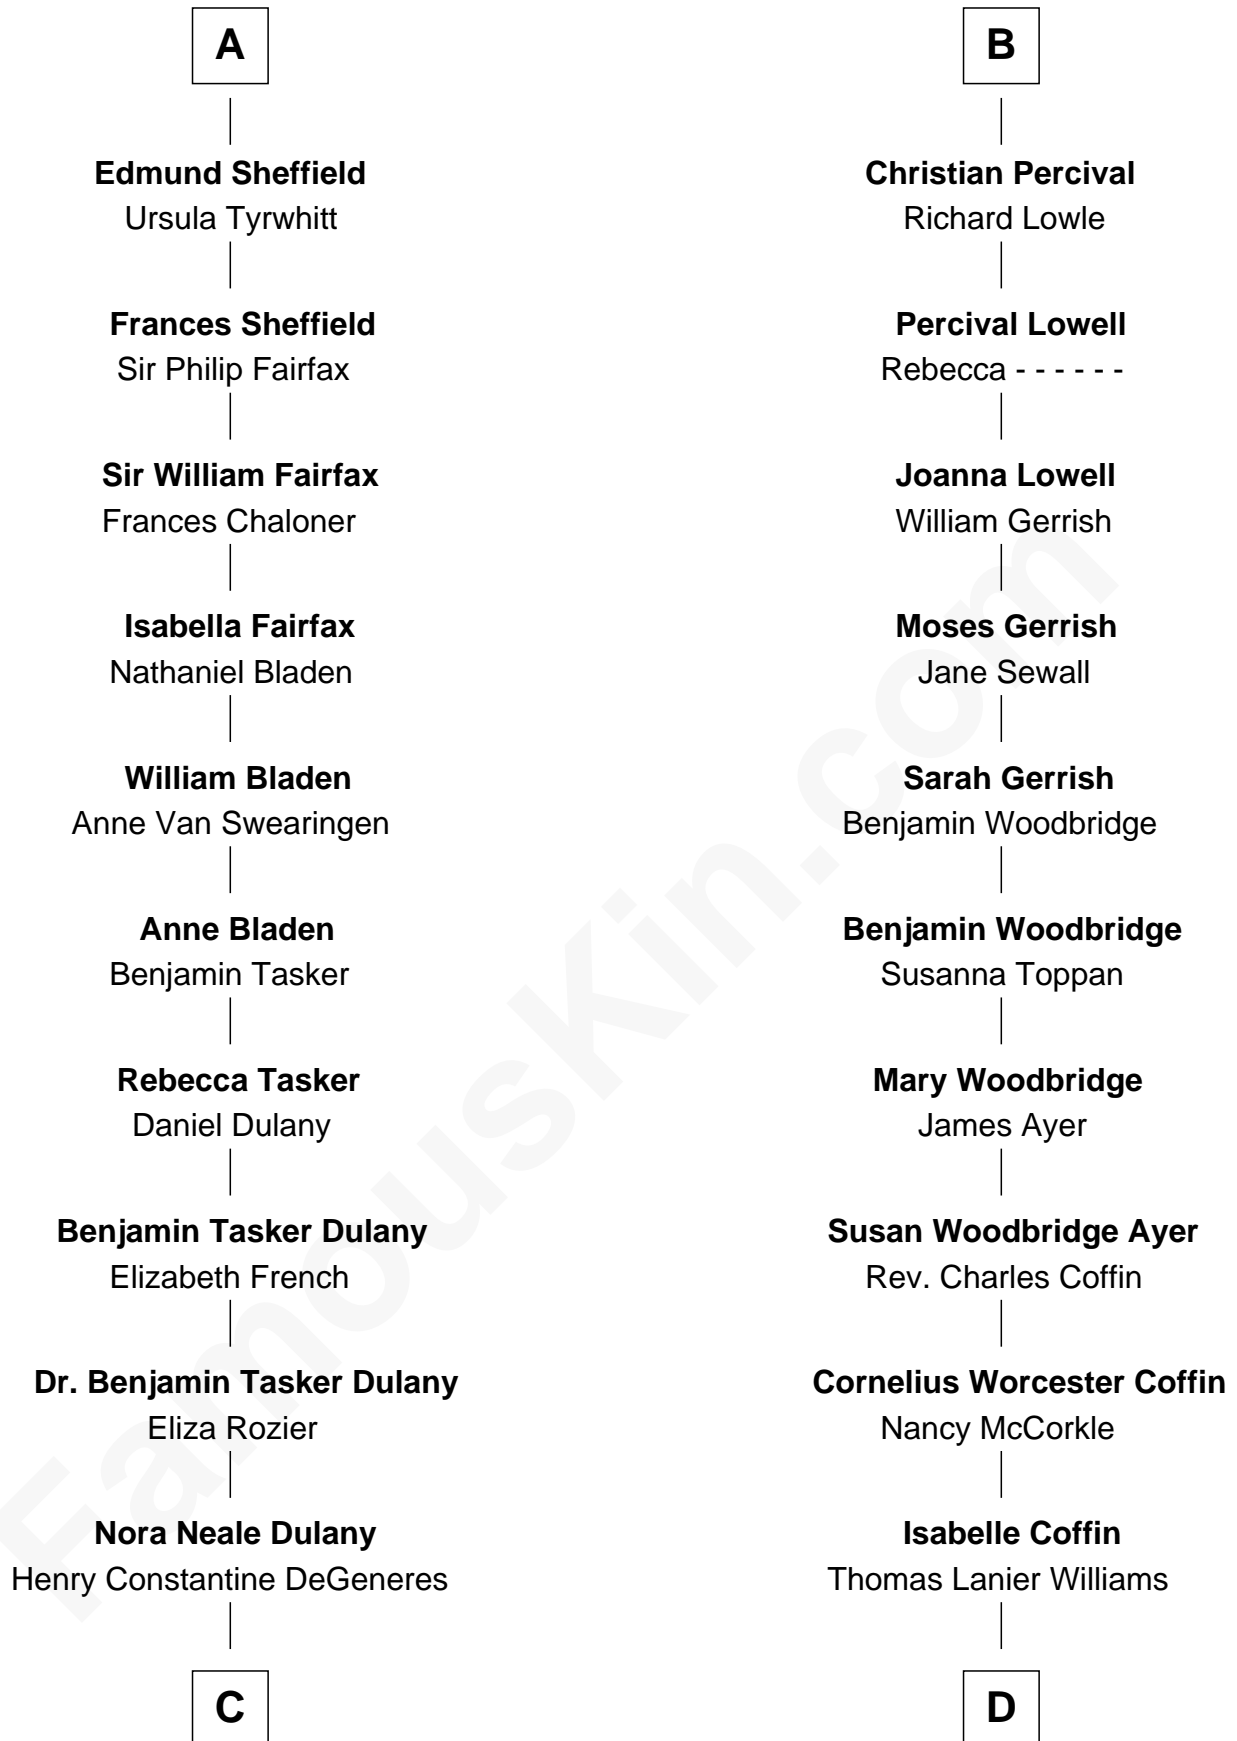 A
Edmund Sheffield
Ursula Tyrwhitt
Frances Sheffield
Sir Philip Fairfax
Sir William Fairfax
Frances Chaloner
Isabella Fairfax
Nathaniel Bladen
William Bladen
Anne Van Swearingen
Anne Bladen
Benjamin Tasker
Rebecca Tasker
Daniel Dulany
Benjamin Tasker Dulany
Elizabeth French
Dr. Benjamin Tasker Dulany
Eliza Rozier
Nora Neale Dulany
Henry Constantine DeGeneres
C
B
Christian Percival
Richard Lowle
Percival Lowell
Rebecca - - - - - -
Joanna Lowell
William Gerrish
Moses Gerrish
Jane Sewall
Sarah Gerrish
Benjamin Woodbridge
Benjamin Woodbridge
Susanna Toppan
Mary Woodbridge
James Ayer
Susan Woodbridge Ayer
Rev. Charles Coffin
Cornelius Worcester Coffin
Nancy McCorkle
Isabelle Coffin
Thomas Lanier Williams
D
FamousKin.com